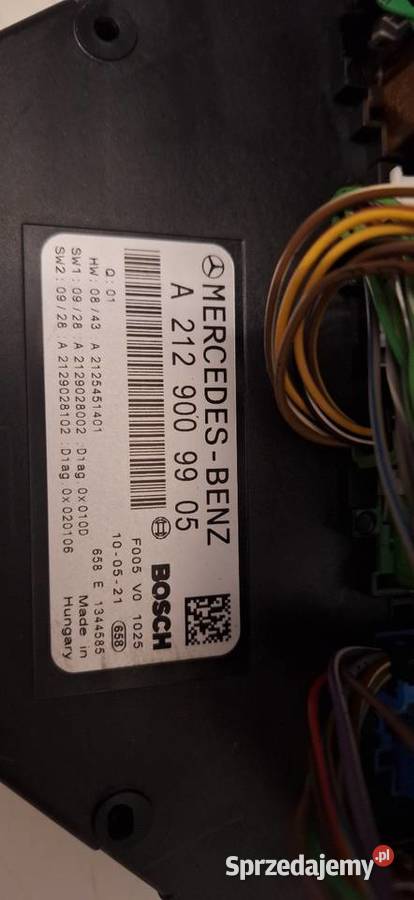 MERCEDES-BENZ
A 212 900 99 05
BOSCH
F005 V0 1025
10-05-21 658
Q: 01
HW: 08/43 A 2125451401 658 E 1344585
SW1: 09/28: A 2129028002 :Diag 0x010D Made in
SW2: 09/28: A 2129028102 :Diag 0x020106 Hungary
Sprzedajemy.pl